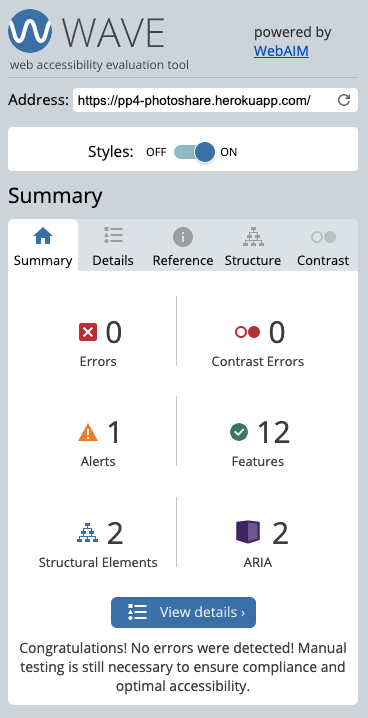 WAVE
powered by
WebAIM
web accessibility evaluation tool
Address: https://pp4-photoshare.herokuapp.com/
Styles: OFF ON
Summary
Summary Details Reference Structure Contrast
0 0
Errors Contrast Errors
1 12
Alerts Features
2 2
Structural Elements ARIA
View details ›
Congratulations! No errors were detected! Manual
testing is still necessary to ensure compliance and
optimal accessibility.